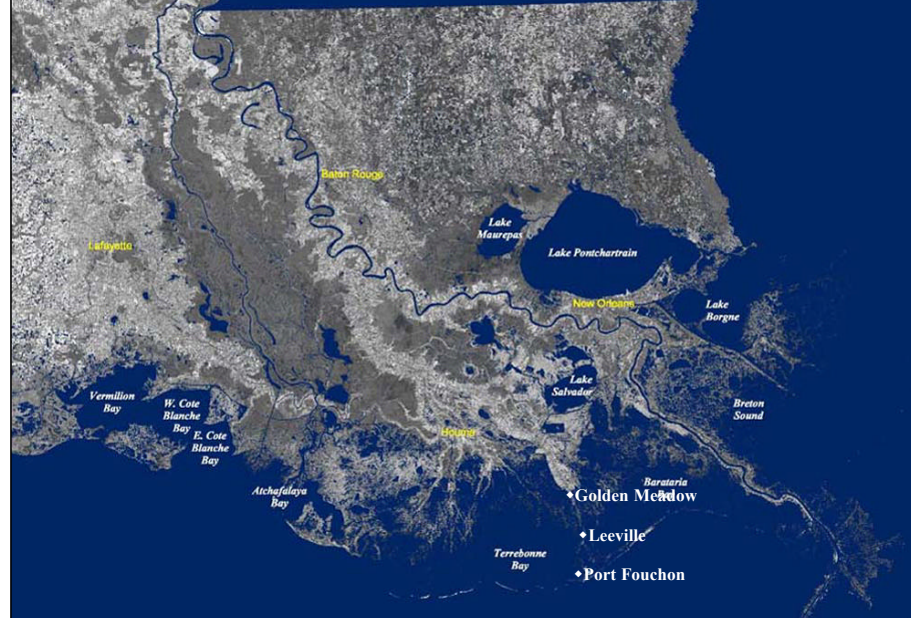 Baton Rouge
Lake
Maurepas
Lake Pontchartrain
Lafayette
New Orleans
Lake
Borgne
Lake
Salvador
Vermilion
Bay
W. Cote
Blanche
Bay
E. Cote
Blanche
Bay
Breton
Sound
Houma
Atchafalaya
Bay
Barataria
Bay
Golden Meadow
Leeville
Terrebonne
Bay
Port Fouchon